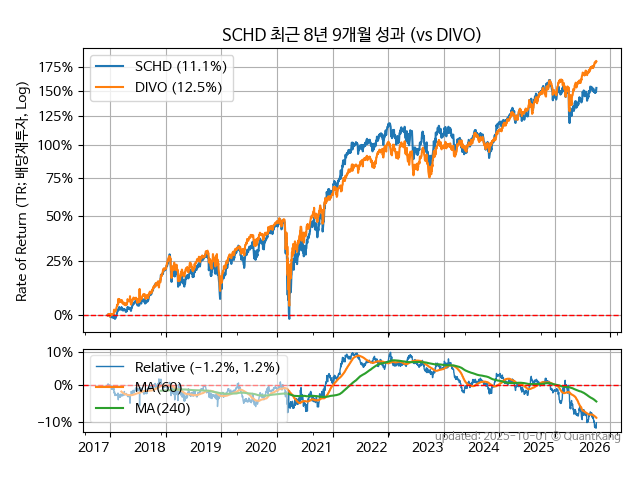 SCHD 최근 8년 9개월 성과 (vs DIVO)
Rate of Return (TR; 배당재투자, Log)
175%
150%
125%
100%
75%
50%
25%
0%
SCHD (11.1%)
DIVO (12.5%)
10%
0%
−10%
Relative (−1.2%, 1.2%)
MA(60)
MA(240)
updated: 2025-10-01 © QuantKang
2017 2018 2019 2020 2021 2022 2023 2024 2025 2026